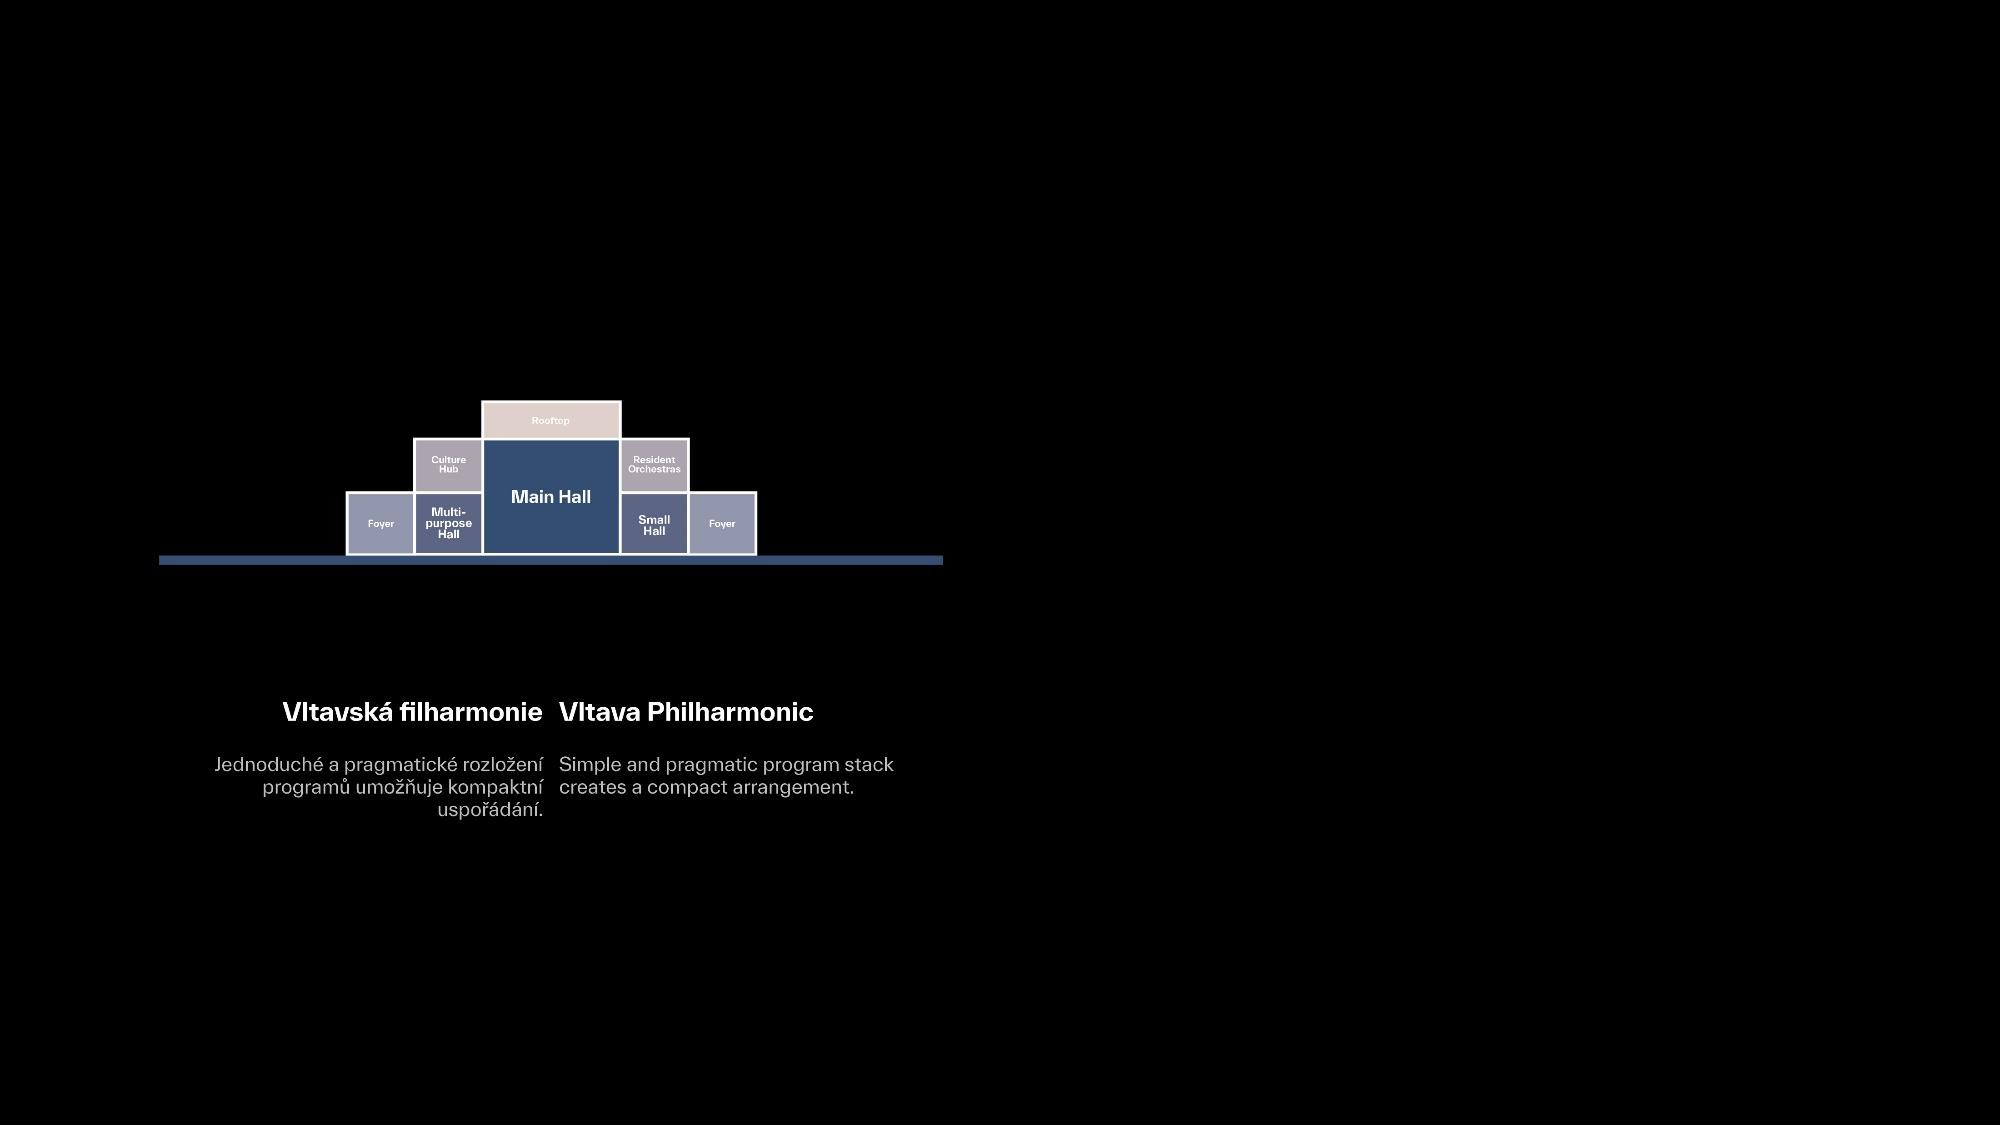 Rooftop
Culture
Hub
Main Hall
Resident
Orchestras
Foyer
Multi-
purpose
Hall
Small
Hall
Foyer
Vltavská filharmonie
Jednoduché a pragmatické rozložení
programů umožňuje kompaktní
uspořádání.
Vltava Philharmonic
Simple and pragmatic program stack
creates a compact arrangement.